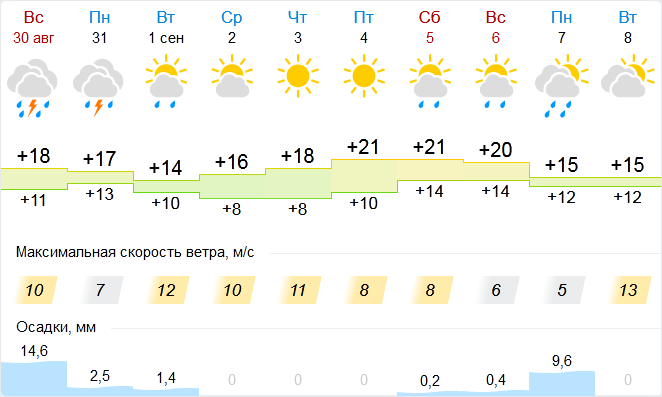 Вс Пн Вт Ср Чт Пт Сб Вс Пн Вт
30 авг 31 1 сен 2 3 4 5 6 7 8
+18 +17 +14 +16 +18 +21 +21 +20 +15 +15
+11 +13 +10 +8 +8 +10 +14 +14 +12 +12
Максимальная скорость ветра, м/с
10 7 12 10 11 8 8 6 5 13
Осадки, мм
14,6 2,5 1,4 0 0 0 0,2 0,4 9,6 0